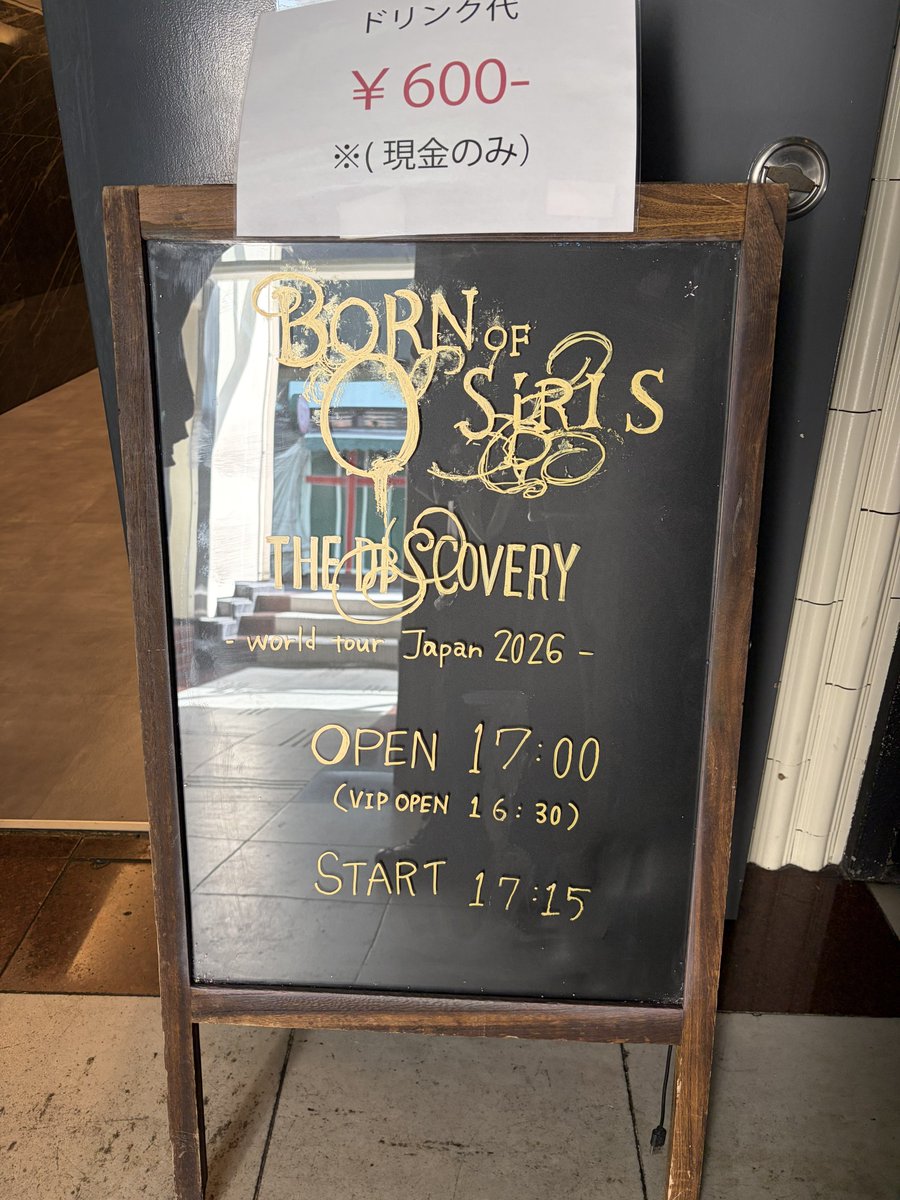 ドリンク代
¥600-
※(現金のみ)
BORN OF
OSiRIS
THE DISCOVERY
- world tour Japan 2026 -
OPEN 17:00
(VIP OPEN 16:30)
START 17:15